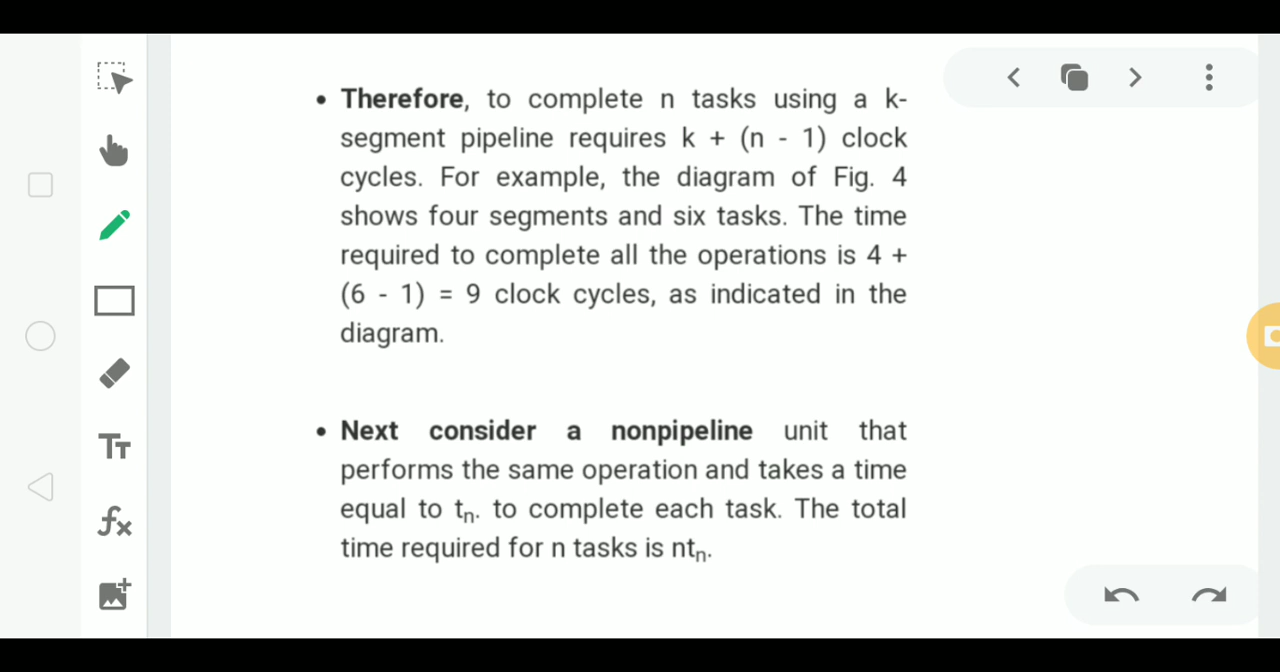 • Therefore, to complete n tasks using a k-
segment pipeline requires k + (n - 1) clock
cycles. For example, the diagram of Fig. 4
shows four segments and six tasks. The time
required to complete all the operations is 4 +
(6 - 1) = 9 clock cycles, as indicated in the
diagram.
• Next consider a nonpipeline unit that
performs the same operation and takes a time
equal to tₙ. to complete each task. The total
time required for n tasks is ntₙ.